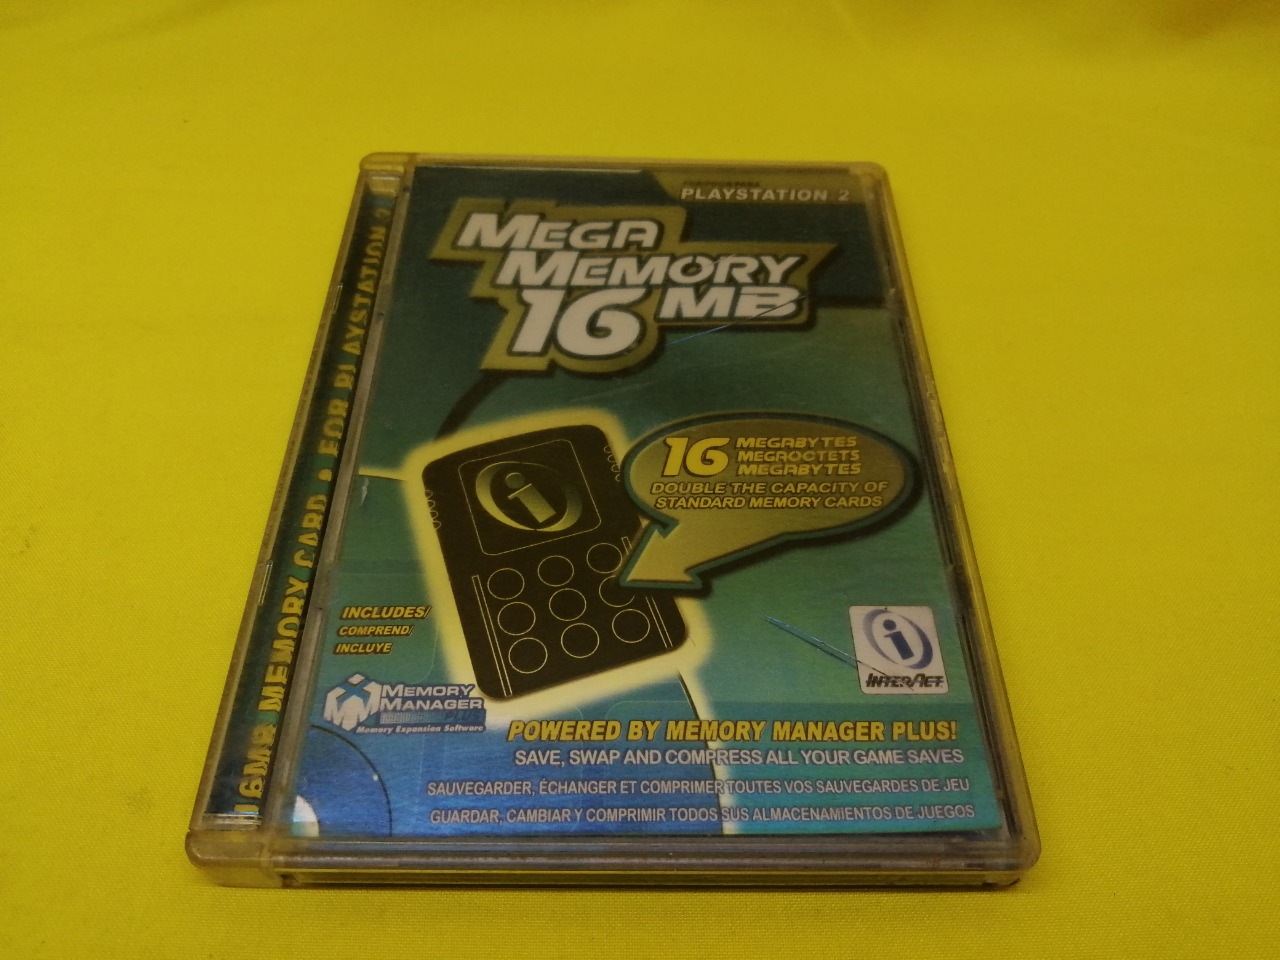 PLAYSTATION 2
MEGA
MEMORY
16 MB
16 MEGABYTES
MEGAOCTETS
MEGABYTES
DOUBLE THE CAPACITY OF
STANDARD MEMORY CARDS
i
INCLUDES/
COMPREND/
INCLUYE
MEMORY
MANAGER
PLUS
Memory Expansion Software
i
INTERACT
POWERED BY MEMORY MANAGER PLUS!
SAVE, SWAP AND COMPRESS ALL YOUR GAME SAVES
SAUVEGARDER, ÉCHANGER ET COMPRIMER TOUTES VOS SAUVEGARDES DE JEU
GUARDAR, CAMBIAR Y COMPRIMIR TODOS SUS ALMACENAMIENTOS DE JUEGOS
16MB MEMORY CARD • FOR PLAYSTATION 2